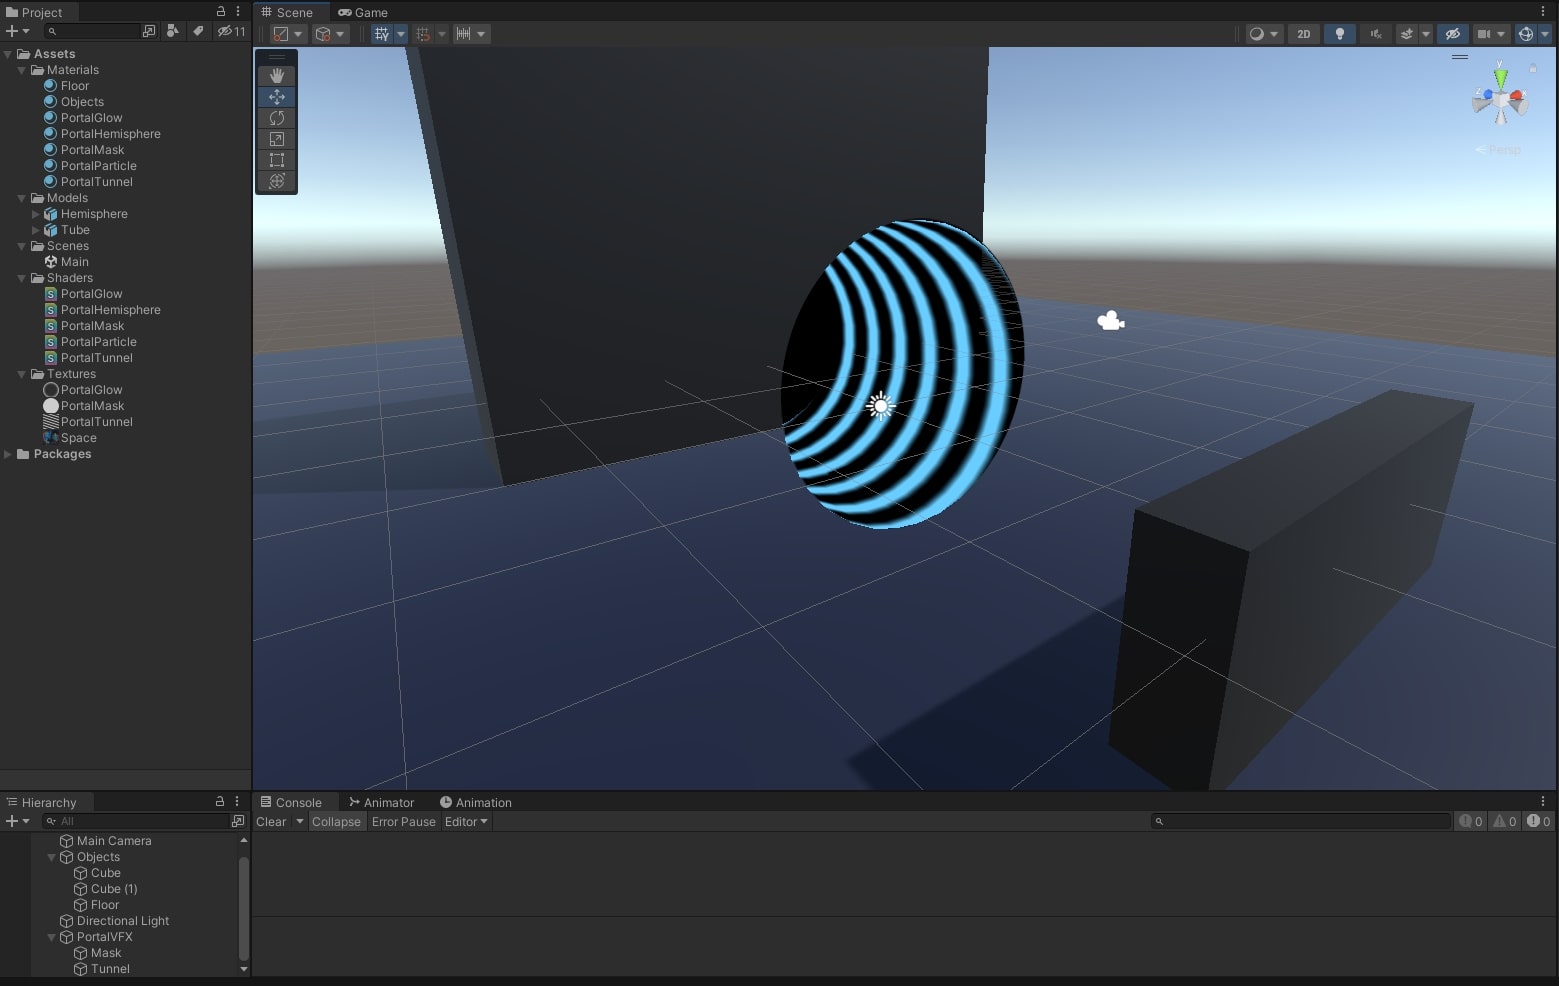 Project
Scene
Game
11
2D
Assets
Materials
Floor
Objects
PortalGlow
PortalHemisphere
PortalMask
PortalParticle
PortalTunnel
Models
Hemisphere
Tube
Scenes
Main
Shaders
PortalGlow
PortalHemisphere
PortalMask
PortalParticle
PortalTunnel
Textures
PortalGlow
PortalMask
PortalTunnel
Space
Packages
y
z
x
Persp
Hierarchy
All
Main Camera
Objects
Cube
Cube (1)
Floor
Directional Light
PortalVFX
Mask
Tunnel
Console
Animator
Animation
Clear
Collapse
Error Pause
Editor
0
0
0